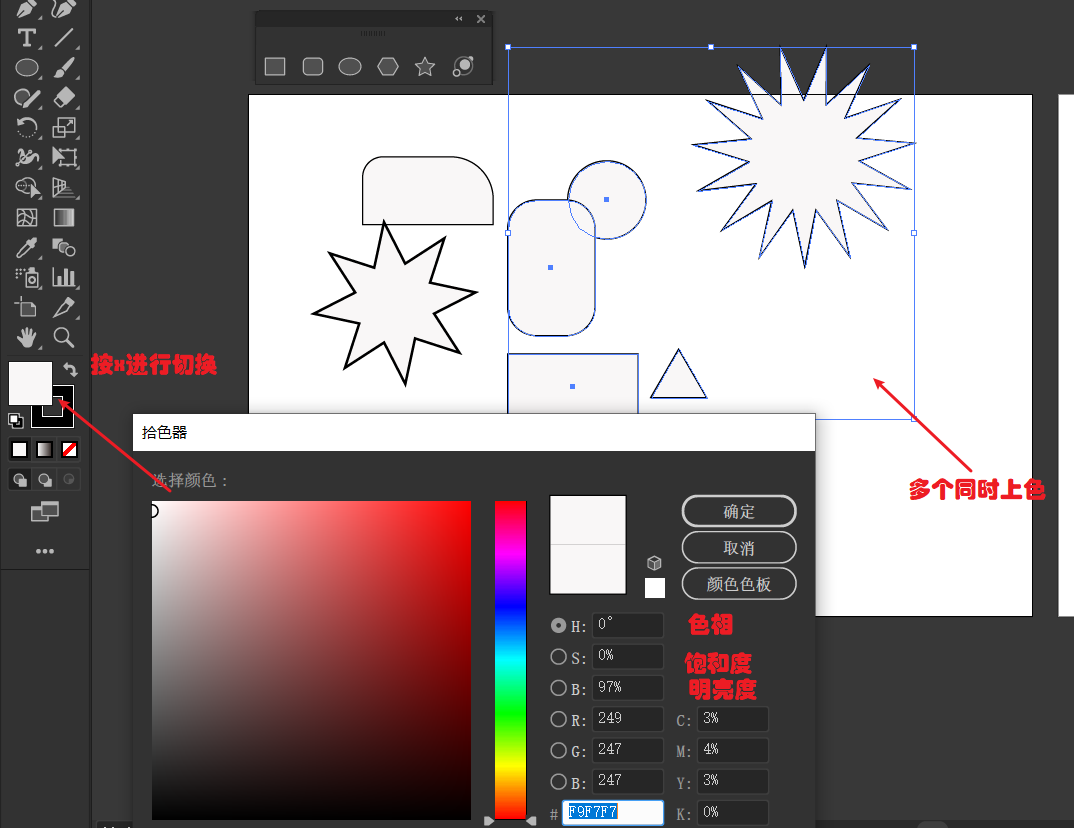 按x进行切换
拾色器
选择颜色：
多个同时上色
确定
取消
颜色色板
H: 0° 色相
S: 0% 饱和度
B: 97% 明亮度
R: 249 C: 3%
G: 247 M: 4%
B: 247 Y: 3%
# F9F7F7 K: 0%